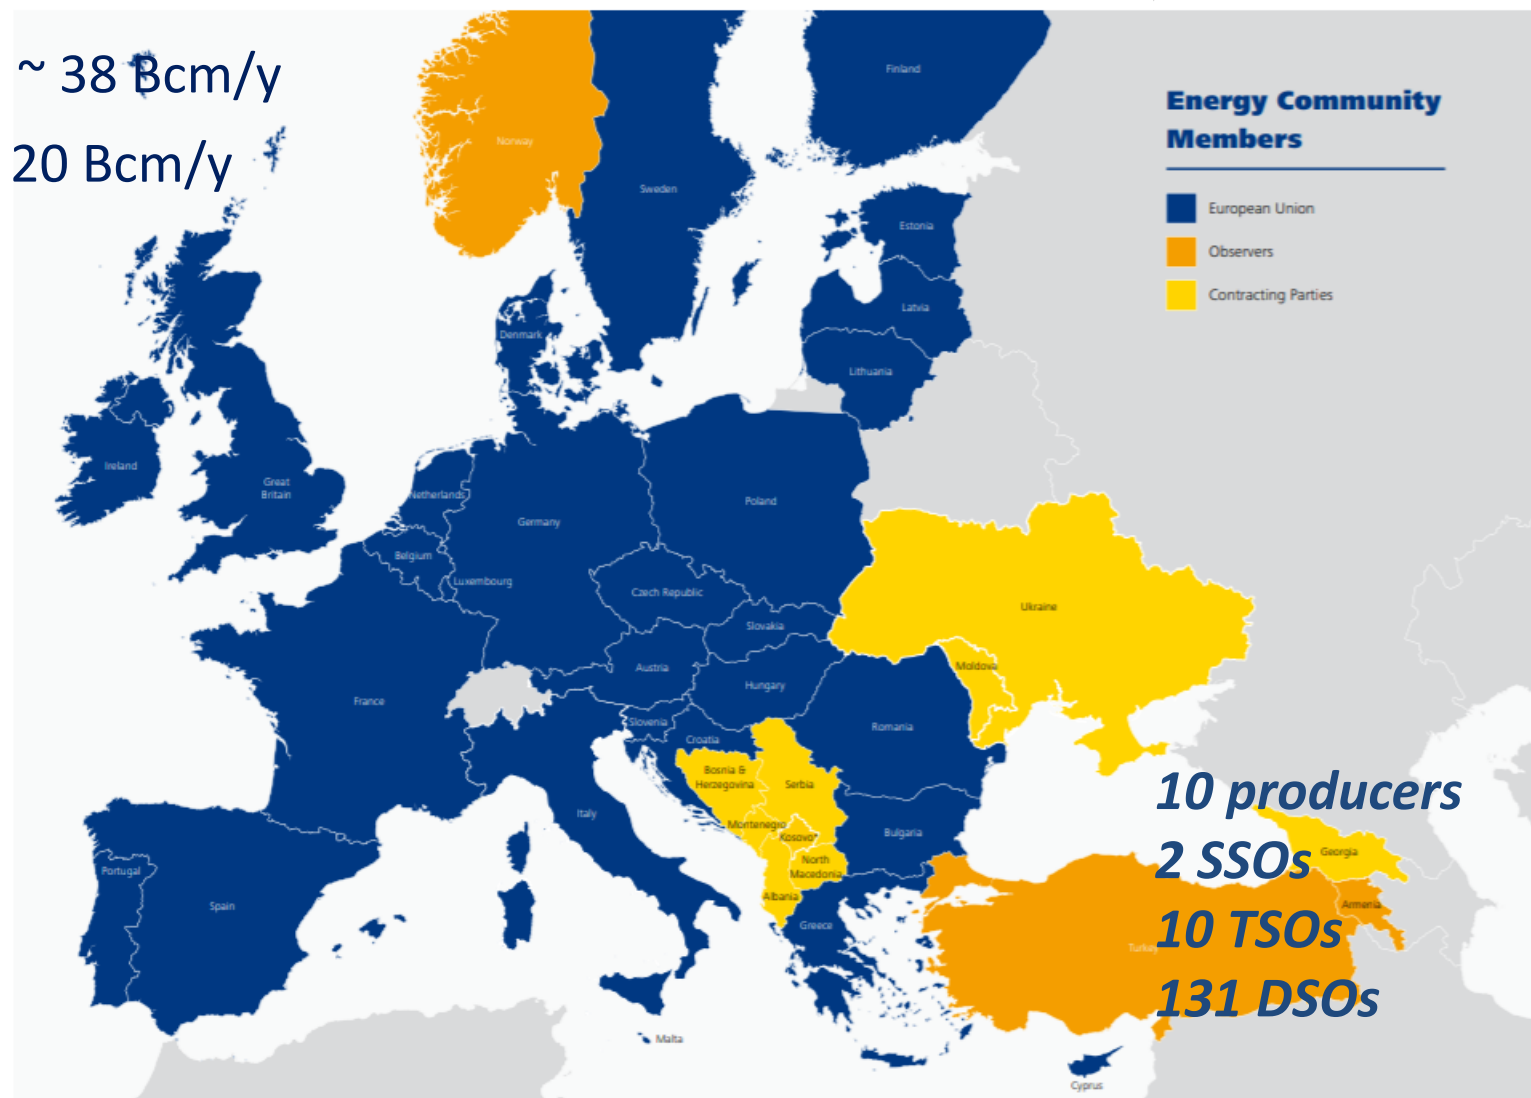 ~ 38 Bcm/y
20 Bcm/y
Energy Community
Members
European Union
Observers
Contracting Parties
Finland
Norway
Sweden
Estonia
Latvia
Denmark
Lithuania
Ireland
Great
Britain
Netherlands
Germany
Poland
Belgium
Luxembourg
Czech Republic
Slovakia
Ukraine
Austria
Moldova
Hungary
France
Slovenia
Romania
Croatia
Bosnia &
Herzegovina
Serbia
Italy
Montenegro
Kosovo*
Bulgaria
North
Macedonia
Albania
Greece
Portugal
Spain
Georgia
Armenia
Turkey
Malta
Cyprus
10 producers
2 SSOs
10 TSOs
131 DSOs